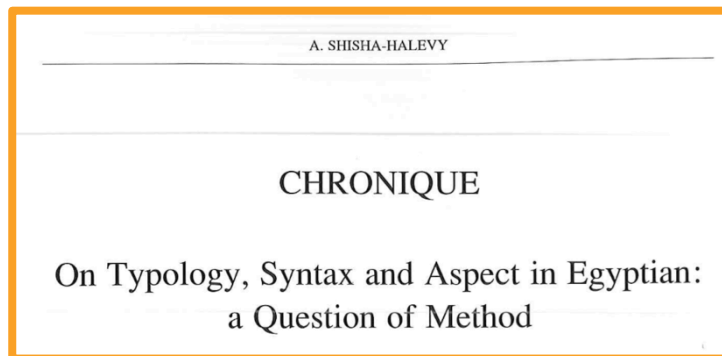 A. SHISHA-HALEVY
CHRONIQUE
On Typology, Syntax and Aspect in Egyptian:
a Question of Method